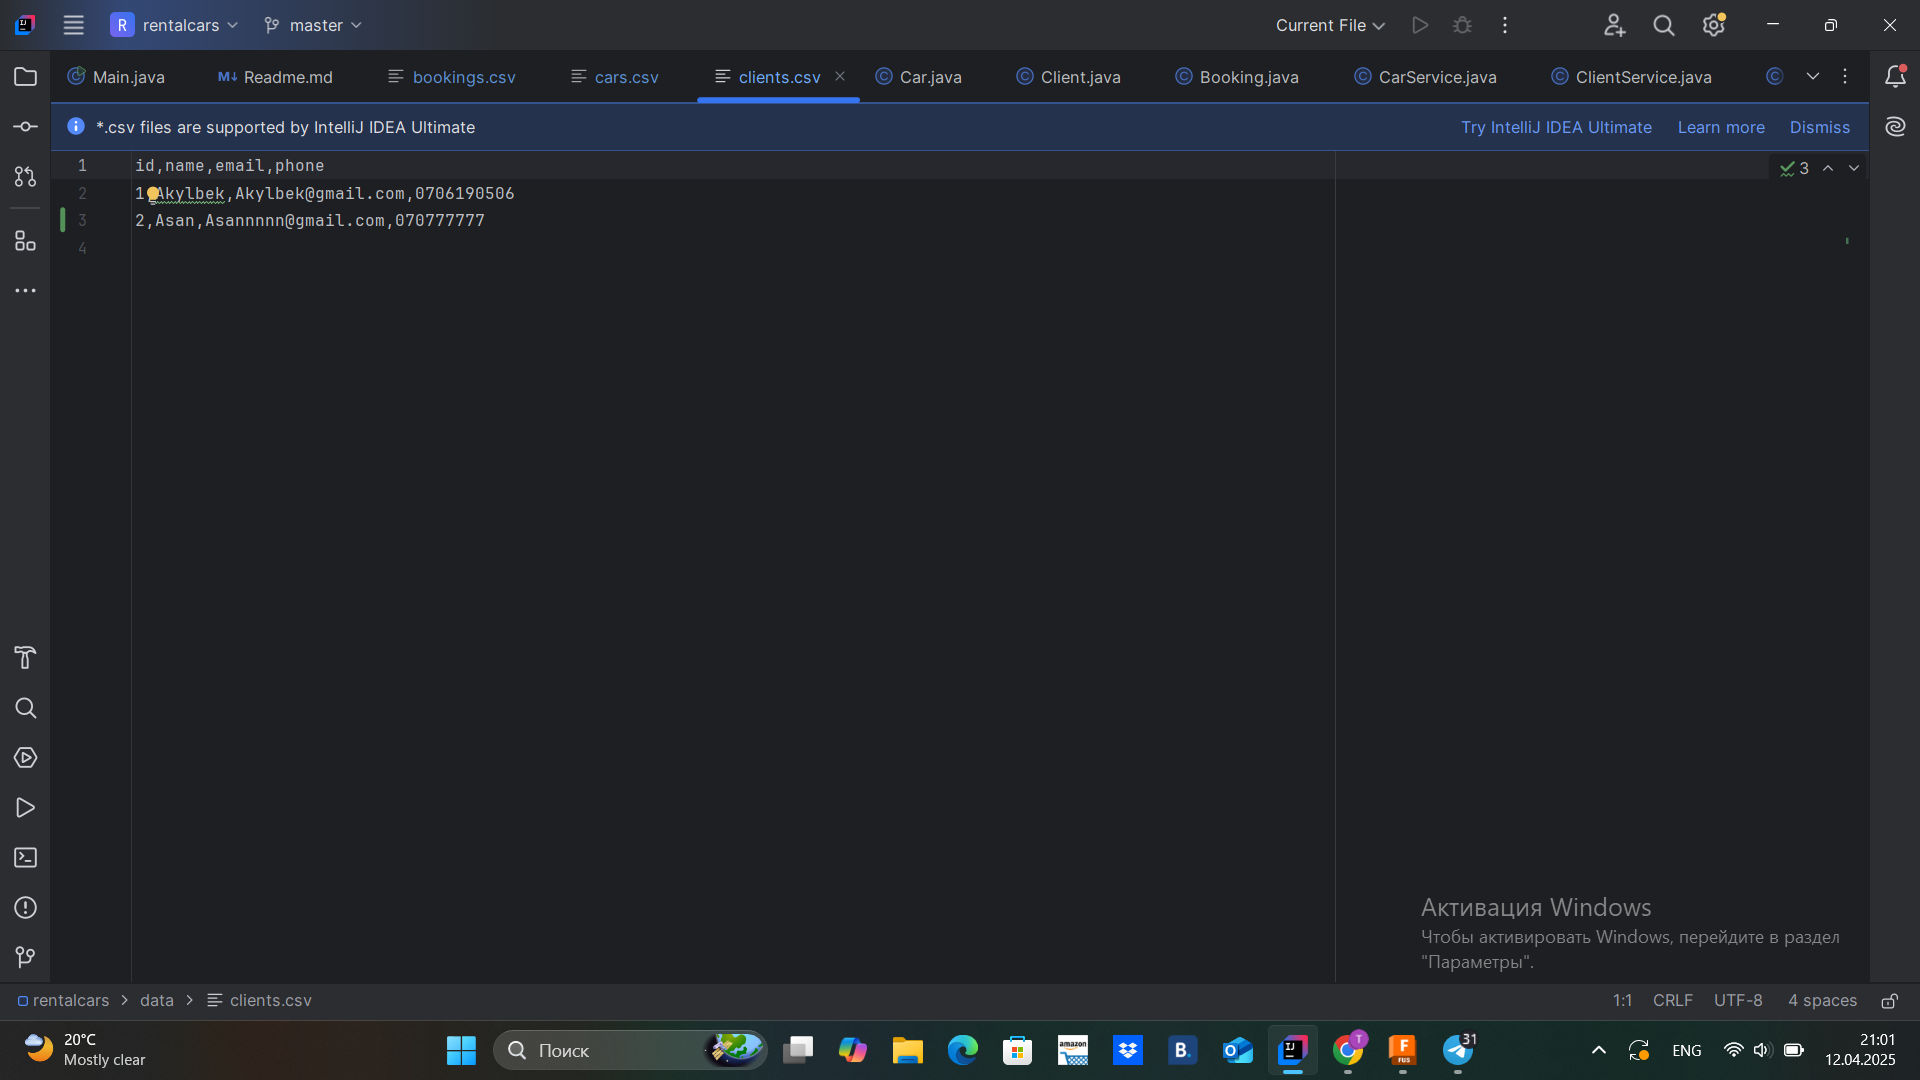 R rentalcars master Current File
Main.java Readme.md bookings.csv cars.csv clients.csv Car.java Client.java Booking.java CarService.java ClientService.java
*.csv files are supported by IntelliJ IDEA Ultimate Try IntelliJ IDEA Ultimate Learn more Dismiss
1 id,name,email,phone 3
2 1,Akylbek,Akylbek@gmail.com,0706190506
3 2,Asan,Asannnnn@gmail.com,070777777
4
Активация Windows
Чтобы активировать Windows, перейдите в раздел
"Параметры".
rentalcars data clients.csv 1:1 CRLF UTF-8 4 spaces
20°C
Mostly clear
Поиск
amazon
B.
F
FUS
T
31
ENG
21:01
12.04.2025